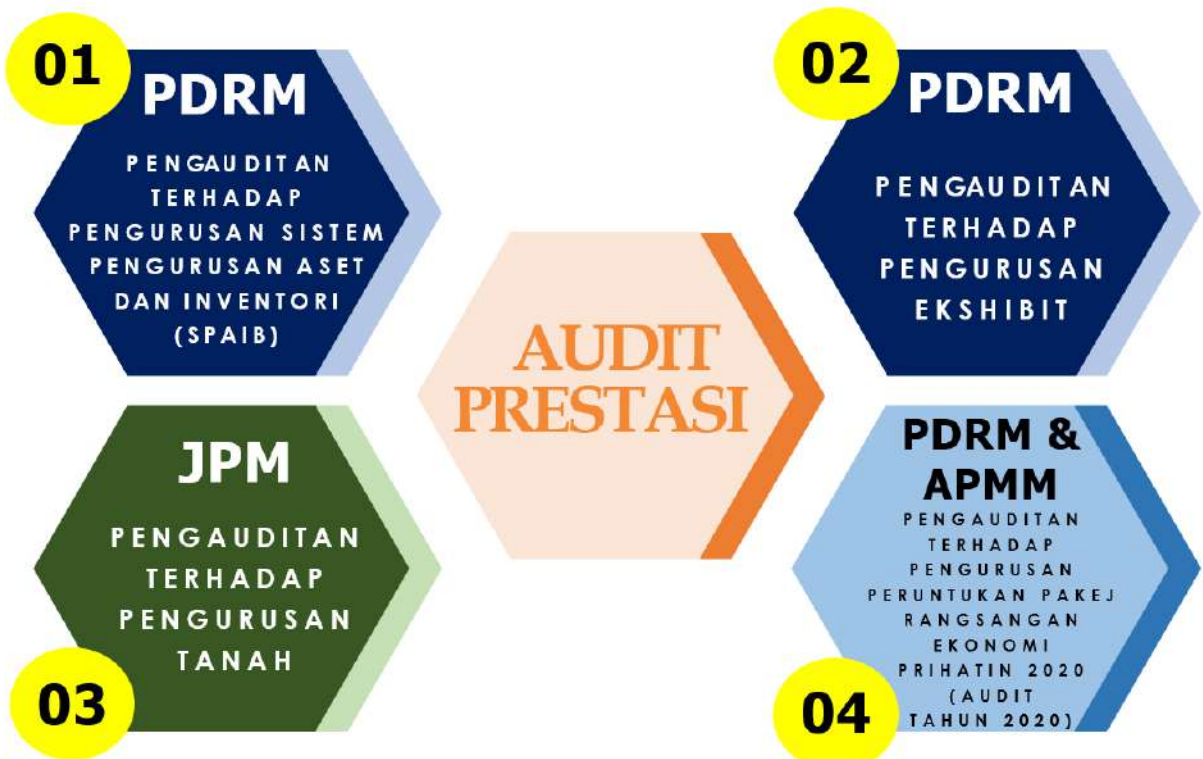 01
PDRM
PENGAUDITAN
TERHADAP
PENGURUSAN SISTEM
PENGURUSAN ASET
DAN INVENTORI
(SPAIB)
02
PDRM
PENGAUDITAN
TERHADAP
PENGURUSAN
EKSHIBIT
AUDIT
PRESTASI
JPM
PENGAUDITAN
TERHADAP
PENGURUSAN
TANAH
03
PDRM &
APMM
PENGAUDITAN
TERHADAP
PENGURUSAN
PERUNTUKAN PAKEJ
RANGSANGAN
EKONOMI
PRIHATIN 2020
(AUDIT
TAHUN 2020)
04